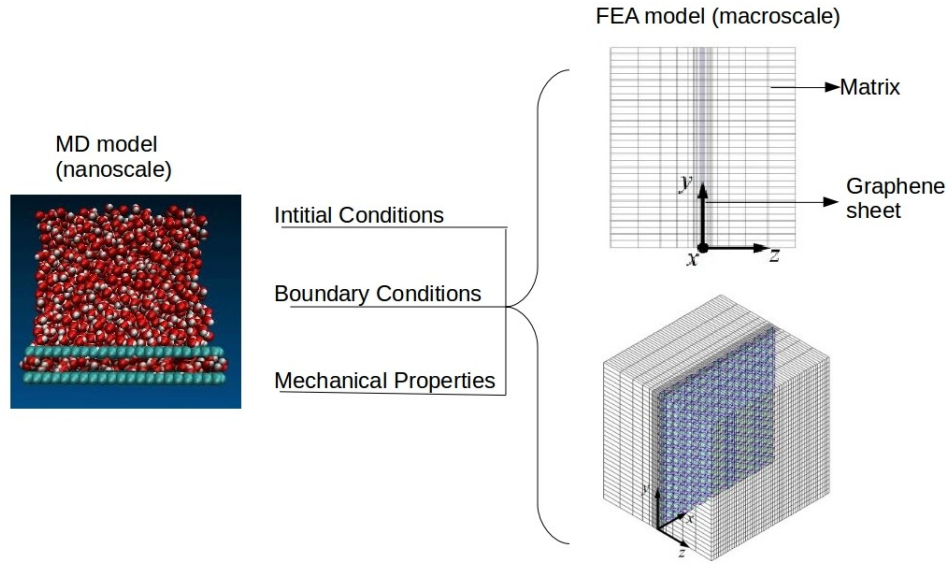 FEA model (macroscale)
Matrix
MD model
(nanoscale)
Graphene
sheet
y
x
z
Intitial Conditions
Boundary Conditions
Mechanical Properties
y
x
z